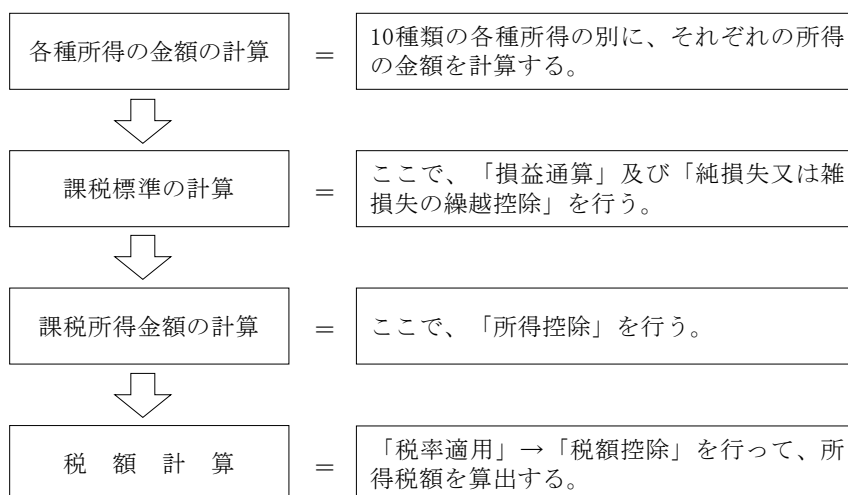 各種所得の金額の計算 = 10種類の各種所得の別に、それぞれの所得
の金額を計算する。
課税標準の計算 = ここで、「損益通算」及び「純損失又は雑
損失の繰越控除」を行う。
課税所得金額の計算 = ここで、「所得控除」を行う。
税額計算 = 「税率適用」→「税額控除」を行って、所
得税額を算出する。